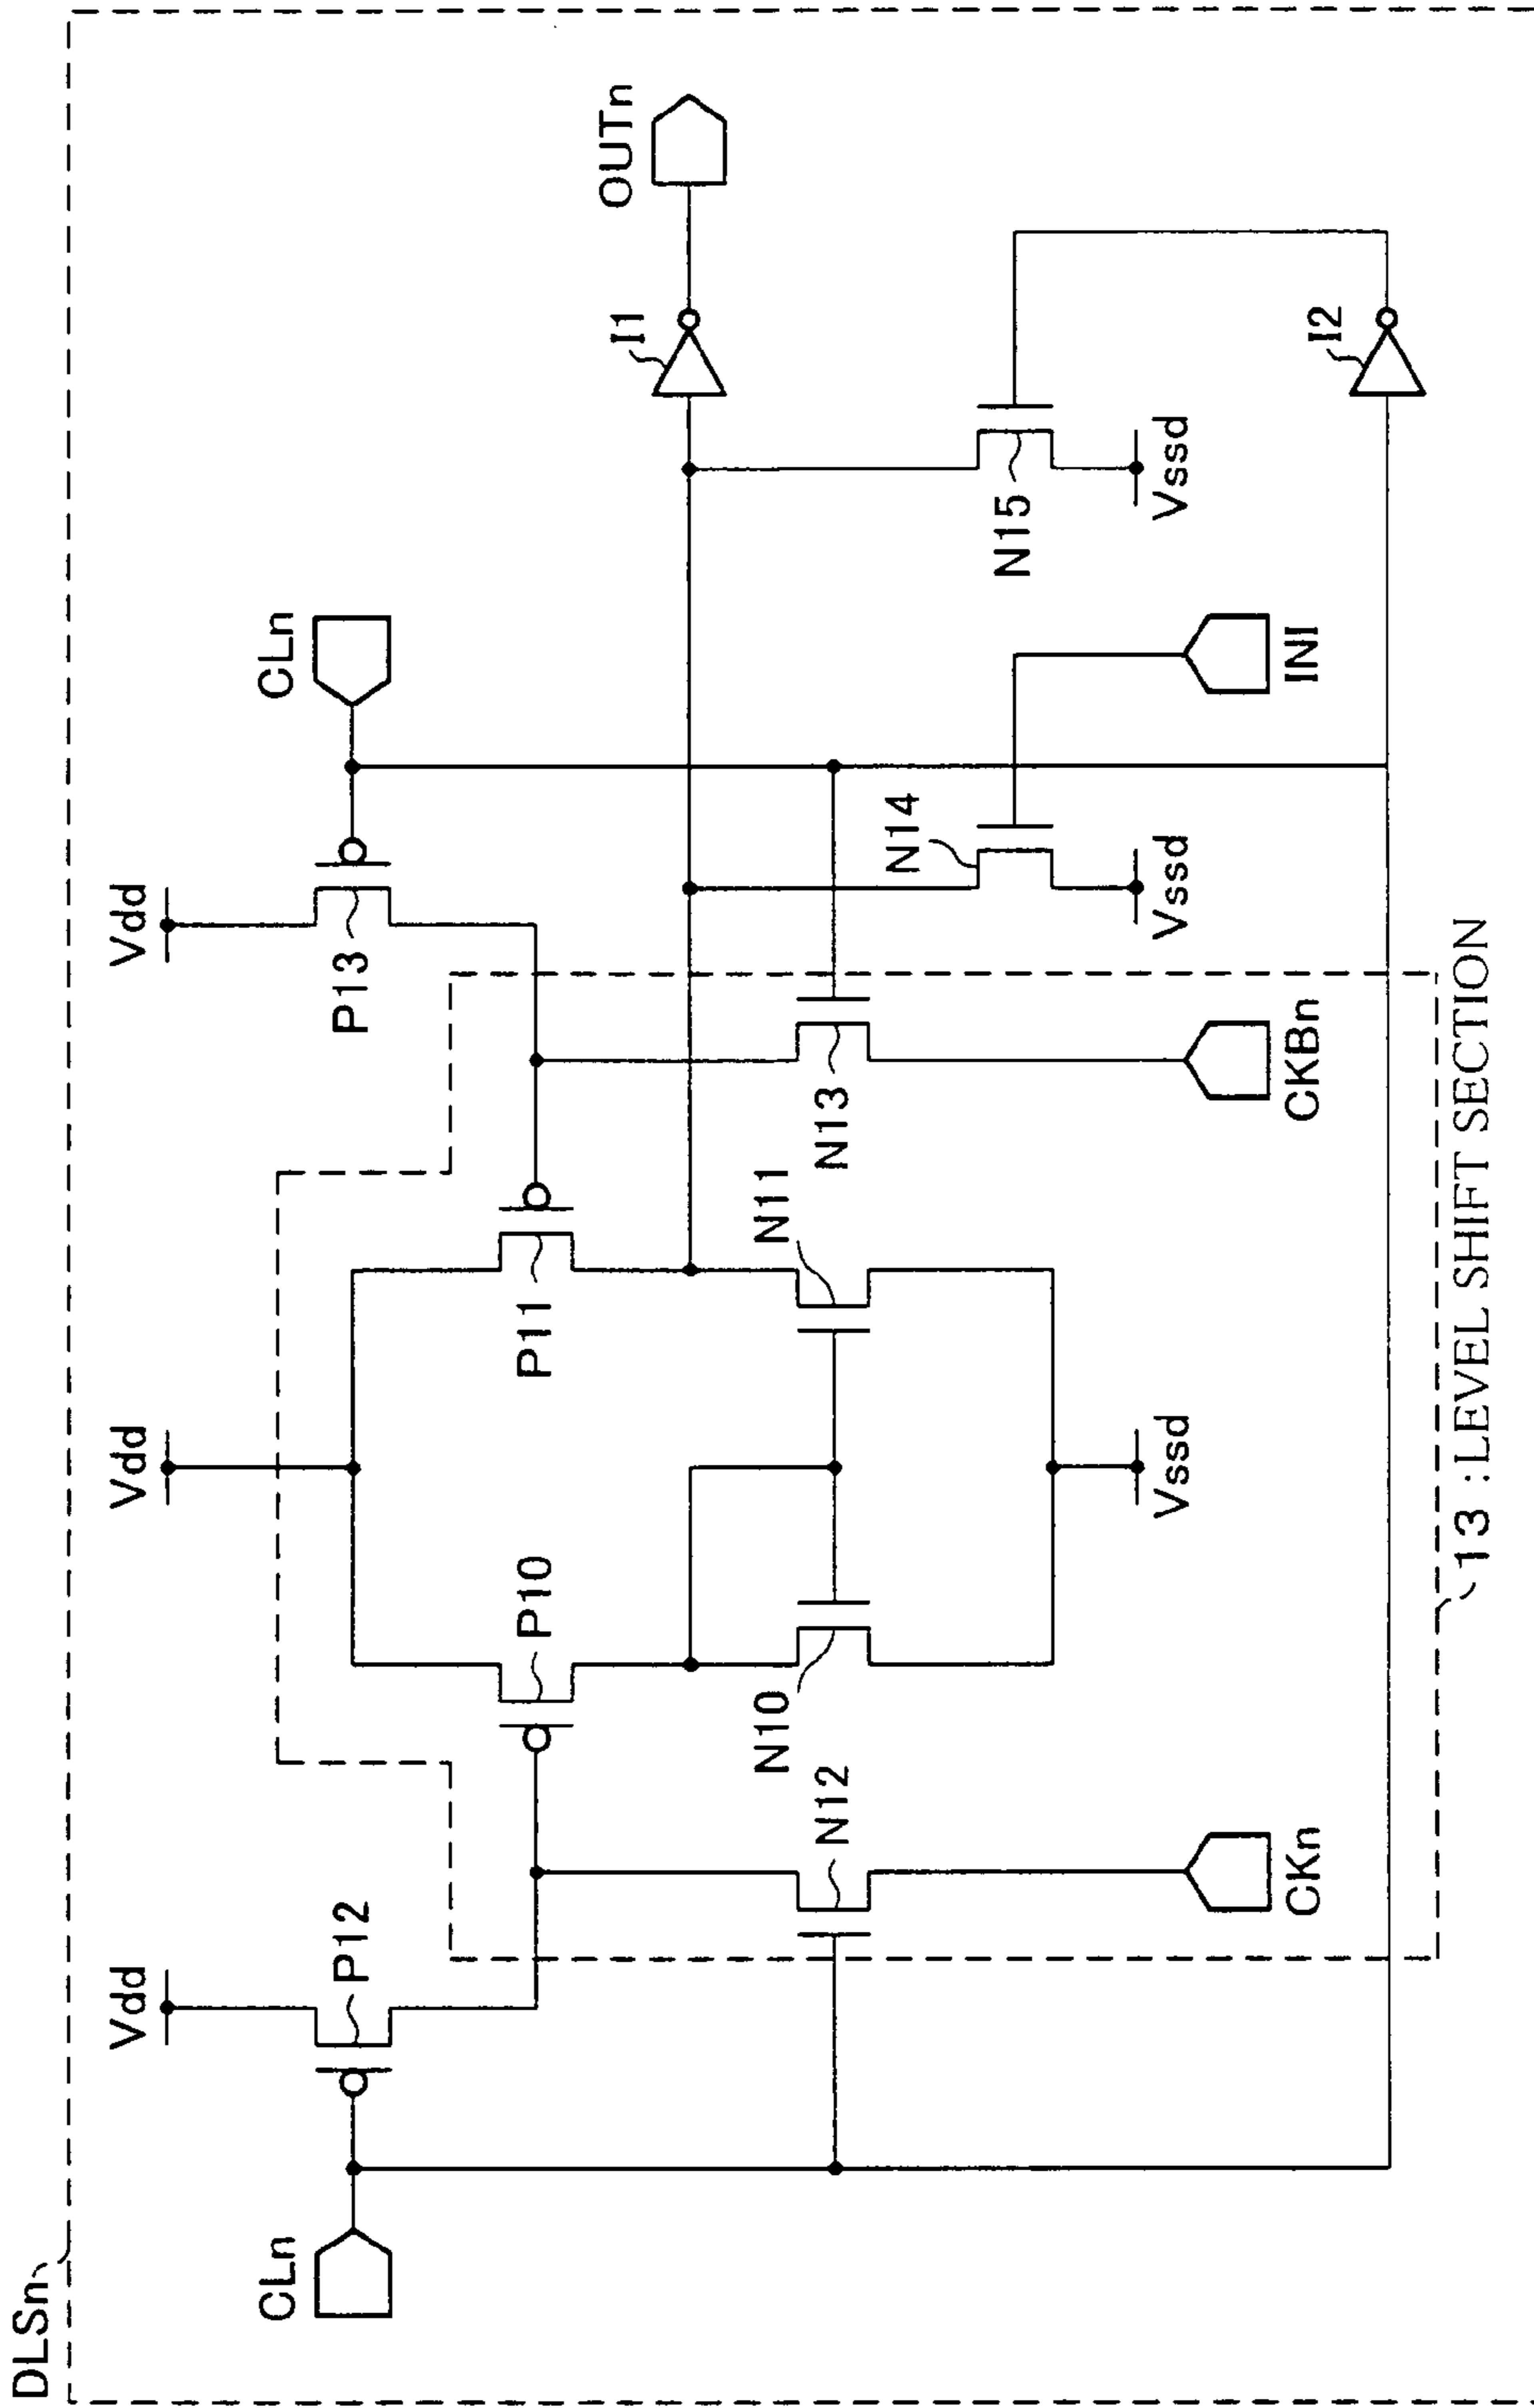 DLSn
CLn
Vdd
P12
N12
CKn
P10
N10
Vdd
Vssd
P11
N11
N13
CKBn
Vdd
P13
CLn
N14
Vssd
INI
N15
Vssd
I1
I2
OUTn
13 :LEVEL SHIFT SECTION